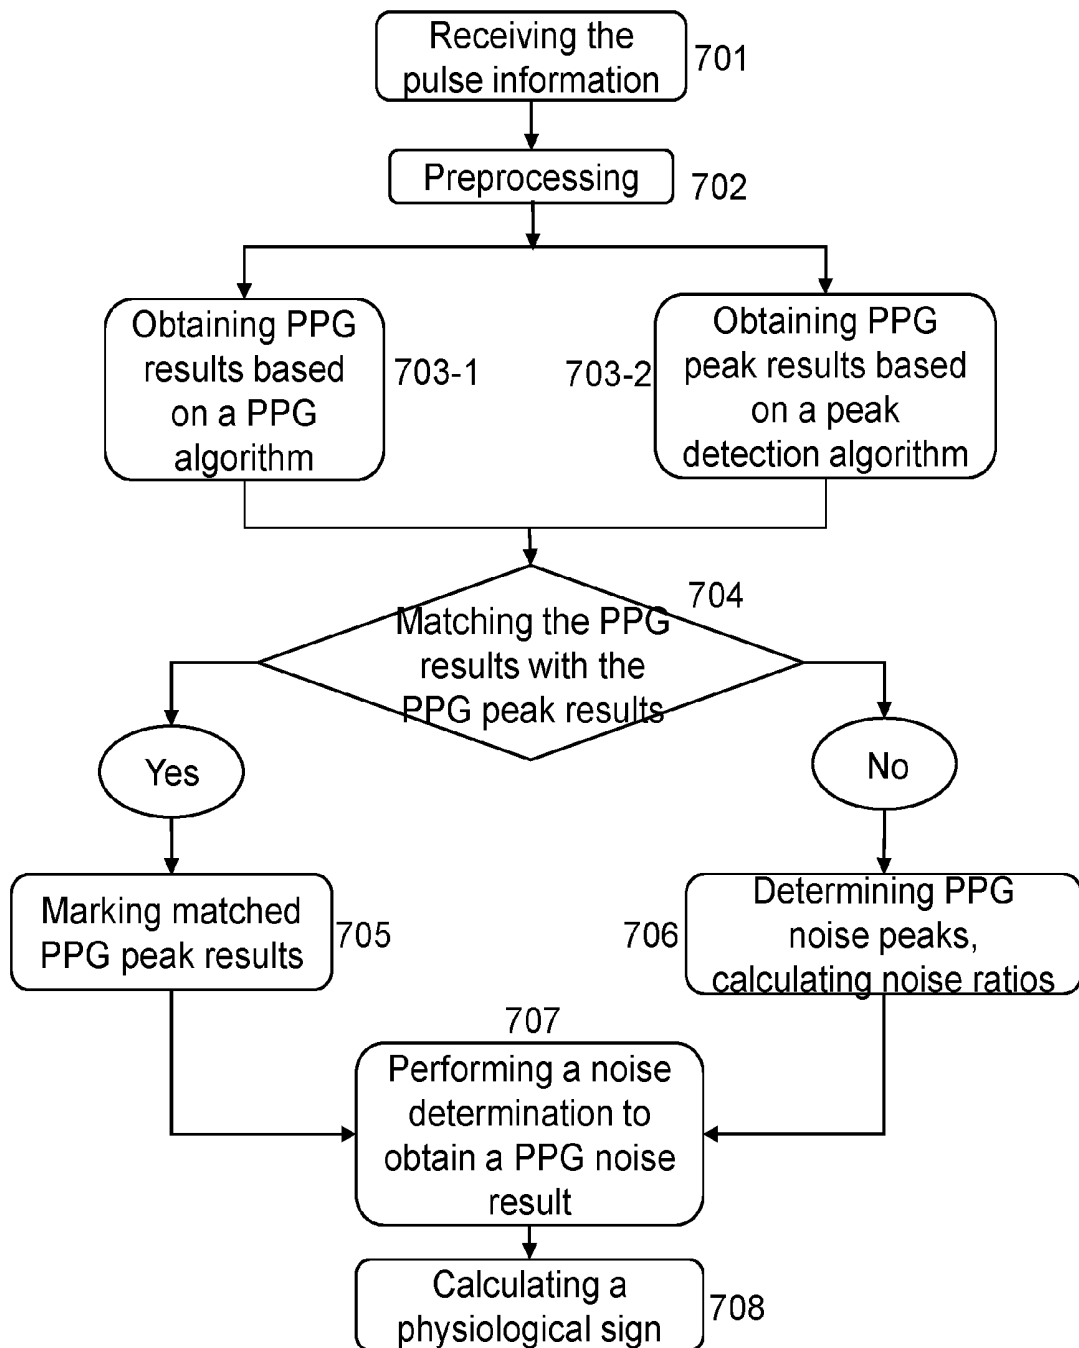 Receiving the
pulse information
701
Preprocessing
702
Obtaining PPG
results based
on a PPG
algorithm
703-1
703-2
Obtaining PPG
peak results based
on a peak
detection algorithm
704
Matching the PPG
results with the
PPG peak results
Yes
No
Marking matched
PPG peak results
705
706
Determining PPG
noise peaks,
calculating noise ratios
707
Performing a noise
determination to
obtain a PPG noise
result
Calculating a
physiological sign
708